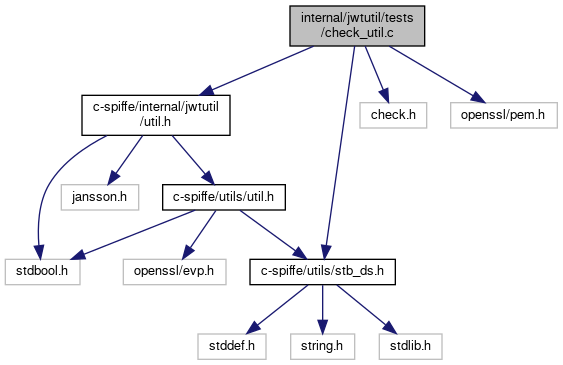 internal/jwtutil/tests
/check_util.c
c-spiffe/internal/jwtutil
/util.h
check.h
openssl/pem.h
jansson.h
c-spiffe/utils/util.h
stdbool.h
openssl/evp.h
c-spiffe/utils/stb_ds.h
stddef.h
string.h
stdlib.h